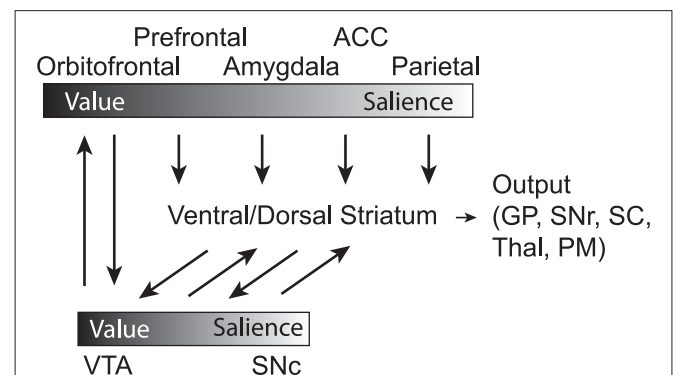 Prefrontal ACC
Orbitofrontal Amygdala Parietal
Value Salience
Ventral/Dorsal Striatum
Output
(GP, SNr, SC,
Thal, PM)
Value Salience
VTA SNc